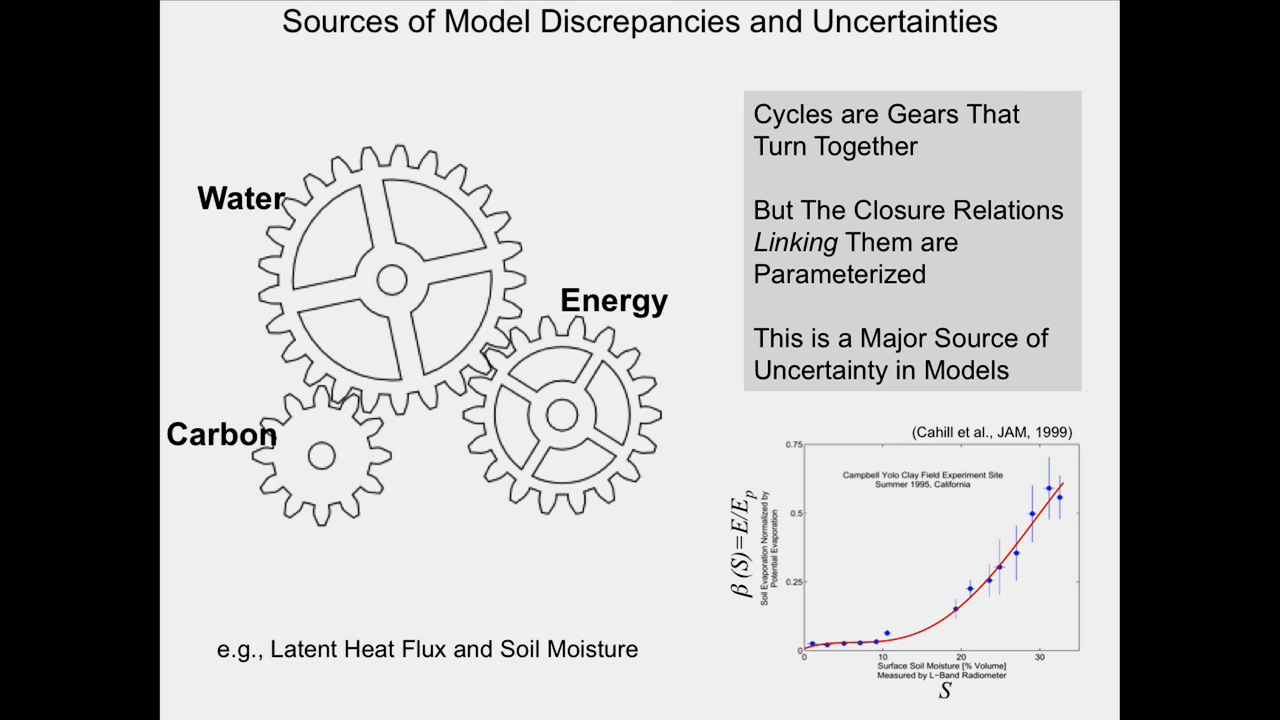 Sources of Model Discrepancies and Uncertainties
Water
Energy
Carbon
Cycles are Gears That
Turn Together
But The Closure Relations
Linking Them are
Parameterized
This is a Major Source of
Uncertainty in Models
(Cahill et al., JAM, 1999)
Campbell Yolo Clay Field Experiment Site
Summer 1995, California
β (S)=E/Ep
Soil Evaporation Normalized by
Potential Evaporation
0.75
0.5
0.25
0
0 10 20 30
Surface Soil Moisture [% Volume]
Measured by L-Band Radiometer
S
e.g., Latent Heat Flux and Soil Moisture